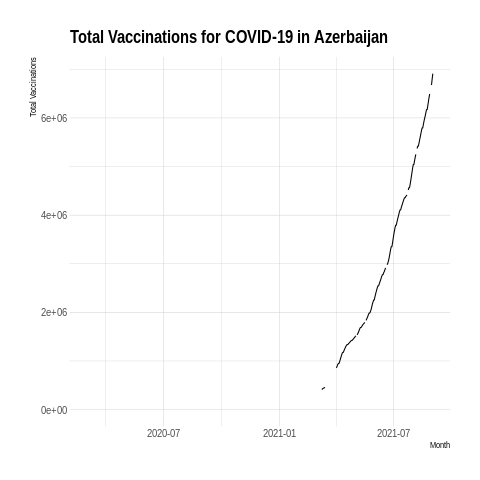 Total Vaccinations for COVID-19 in Azerbaijan
Total Vaccinations
6e+06
4e+06
2e+06
0e+00
2020-07
2021-01
2021-07
Month